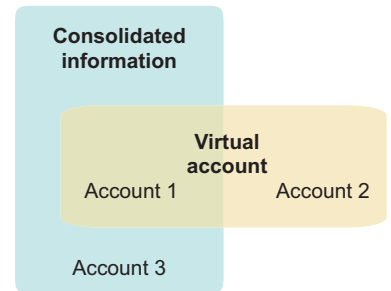 Consolidated
information
Virtual
account
Account 1
Account 2
Account 3